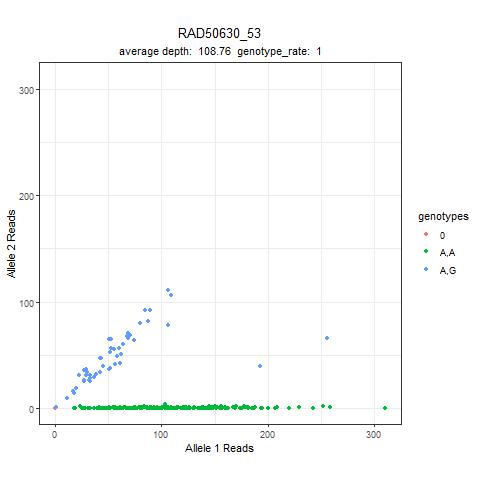 RAD50630_53
average depth: 108.76 genotype_rate: 1
300
200
100
0
Allele 2 Reads
0
100
200
300
Allele 1 Reads
genotypes
0
A,A
A,G